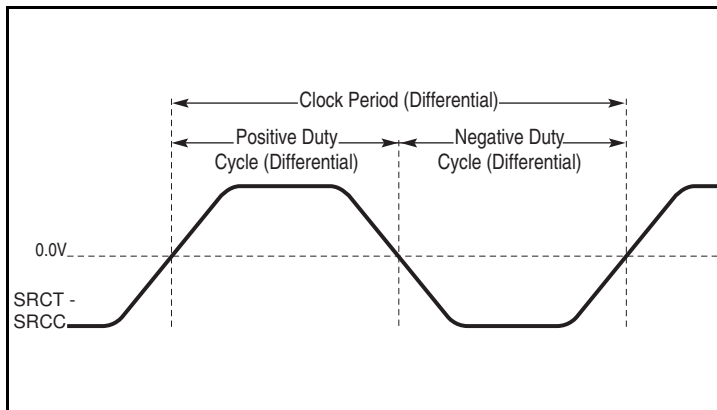 Clock Period (Differential)
Positive Duty
Cycle (Differential)
Negative Duty
Cycle (Differential)
0.0V
SRCT -
SRCC